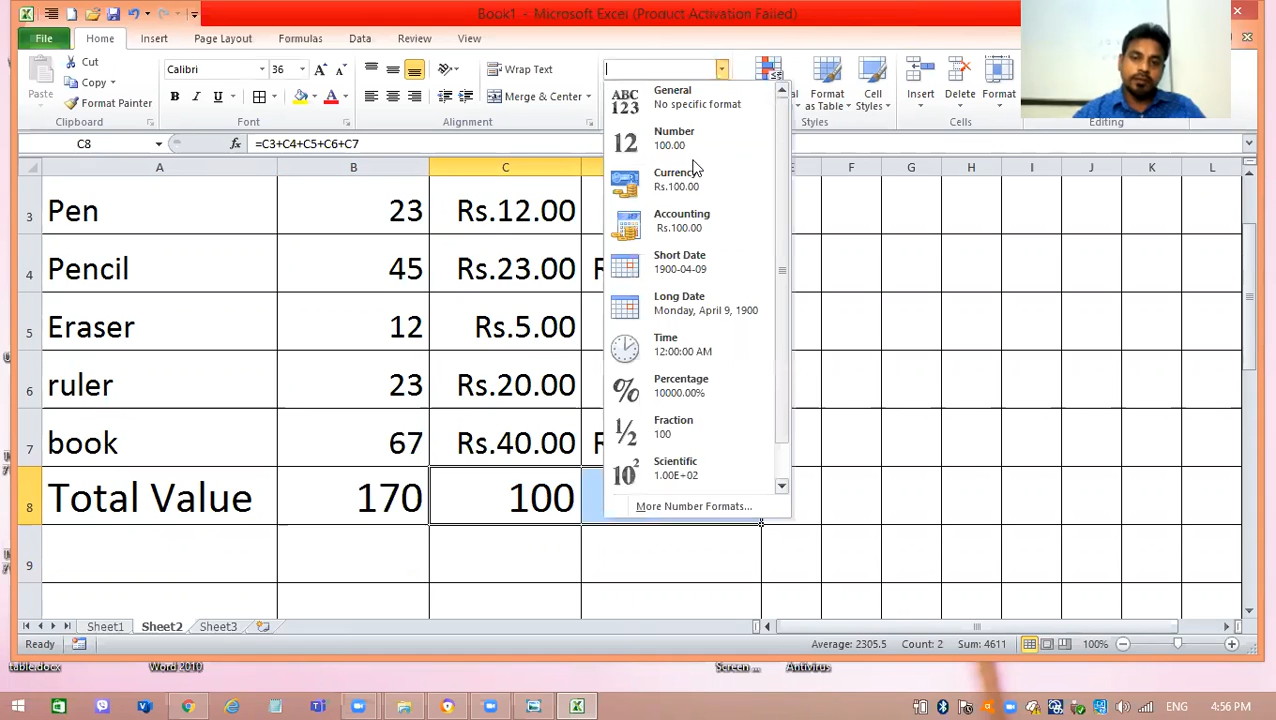 Book1 - Microsoft Excel (Product Activation Failed)
File Home Insert Page Layout Formulas Data Review View
Cut
Copy
Format Painter
Paste
Clipboard
Calibri 36
B I U
Font
Wrap Text
Merge & Center
Alignment
Format as Table
Cell Styles
Styles
Insert
Delete
Format
Cells
Editing
General
No specific format
Number
100.00
Currency
Rs.100.00
Accounting
Rs.100.00
Short Date
1900-04-09
Long Date
Monday, April 9, 1900
Time
12:00:00 AM
Percentage
10000.00%
Fraction
100
Scientific
1.00E+02
More Number Formats...
C8 fx =C3+C4+C5+C6+C7
A B C E F G H I J K L
3 Pen 23 Rs.12.00
4 Pencil 45 Rs.23.00 R
5 Eraser 12 Rs.5.00
6 ruler 23 Rs.20.00
7 book 67 Rs.40.00 R
8 Total Value 170 100
9
Sheet1 Sheet2 Sheet3
Ready Average: 2305.5 Count: 2 Sum: 4611 100%
table.docx Word 2010 Screen ... Antivirus
ENG 4:56 PM